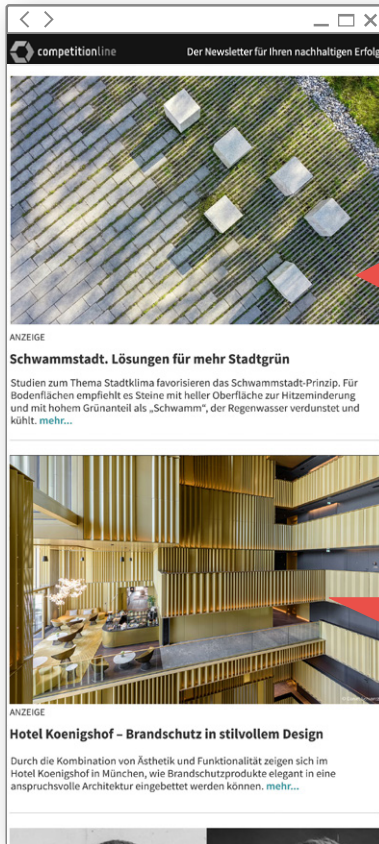 competitionline
Der Newsletter für Ihren nachhaltigen Erfolg
ANZEIGE
Schwammstadt. Lösungen für mehr Stadtgrün
Studien zum Thema Stadtklima favorisieren das Schwammstadt-Prinzip. Für
Bodenflächen empfiehlt es Steine mit heller Oberfläche zur Hitzeminderung
und mit hohem Grünanteil als „Schwamm“, der Regenwasser verdunstet und
kühlt. mehr...
ANZEIGE
Hotel Koenigshof – Brandschutz in stilvollem Design
Durch die Kombination von Ästhetik und Funktionalität zeigen sich im
Hotel Koenigshof in München, wie Brandschutzprodukte elegant in eine
anspruchsvolle Architektur eingebettet werden können. mehr...